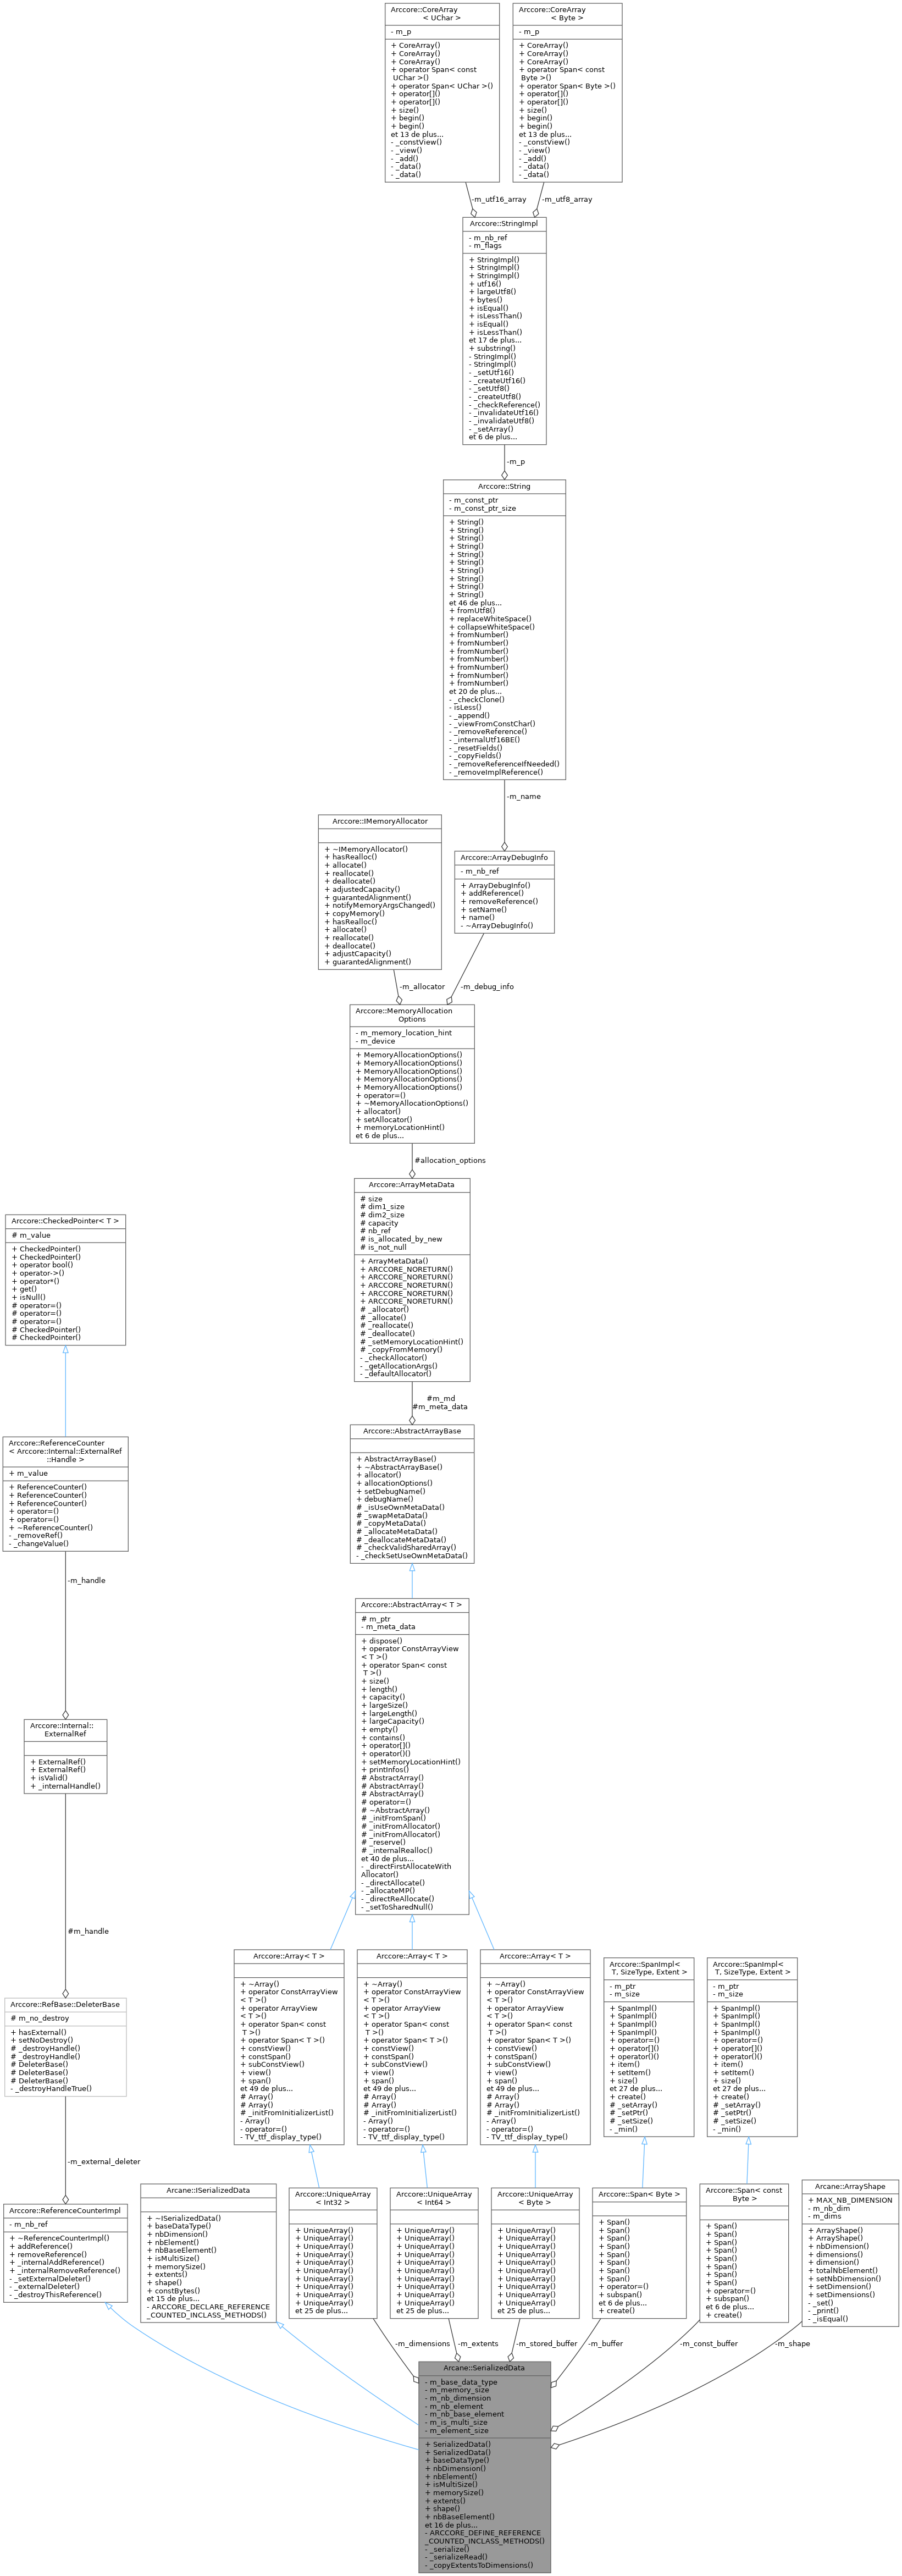 Arccore::CoreArray
< UChar >
- m_p
+ CoreArray()
+ CoreArray()
+ CoreArray()
+ operator Span< const
UChar >()
+ operator Span< UChar >()
+ operator[]()
+ operator[]()
+ size()
+ begin()
+ begin()
et 13 de plus...
- _constView()
- _view()
- _add()
- _data()
- _data()
Arccore::CoreArray
< Byte >
- m_p
+ CoreArray()
+ CoreArray()
+ CoreArray()
+ operator Span< const
Byte >()
+ operator Span< Byte >()
+ operator[]()
+ operator[]()
+ size()
+ begin()
+ begin()
et 13 de plus...
- _constView()
- _view()
- _add()
- _data()
- _data()
-m_utf16_array
-m_utf8_array
Arccore::StringImpl
- m_nb_ref
- m_flags
+ StringImpl()
+ StringImpl()
+ StringImpl()
+ utf16()
+ largeUtf8()
+ bytes()
+ isEqual()
+ isLessThan()
+ isEqual()
+ isLessThan()
et 17 de plus...
+ substring()
- StringImpl()
- StringImpl()
- _setUtf16()
- _createUtf16()
- _setUtf8()
- _createUtf8()
- _checkReference()
- _invalidateUtf16()
- _invalidateUtf8()
- _setArray()
et 6 de plus...
-m_p
Arccore::String
- m_const_ptr
- m_const_ptr_size
+ String()
+ String()
+ String()
+ String()
+ String()
+ String()
+ String()
+ String()
+ String()
+ String()
et 46 de plus...
+ fromUtf8()
+ replaceWhiteSpace()
+ collapseWhiteSpace()
+ fromNumber()
+ fromNumber()
+ fromNumber()
+ fromNumber()
+ fromNumber()
+ fromNumber()
+ fromNumber()
et 20 de plus...
- _checkClone()
- isLess()
- _append()
- _viewFromConstChar()
- _removeReference()
- _internalUtf16BE()
- _resetFields()
- _copyFields()
- _removeReferenceIfNeeded()
- _removeImplReference()
-m_name
Arccore::IMemoryAllocator
+ ~IMemoryAllocator()
+ hasRealloc()
+ allocate()
+ reallocate()
+ deallocate()
+ adjustedCapacity()
+ guarantedAlignment()
+ notifyMemoryArgsChanged()
+ copyMemory()
+ hasRealloc()
+ allocate()
+ reallocate()
+ deallocate()
+ adjustCapacity()
+ guarantedAlignment()
Arccore::ArrayDebugInfo
- m_nb_ref
+ ArrayDebugInfo()
+ addReference()
+ removeReference()
+ setName()
+ name()
- ~ArrayDebugInfo()
-m_allocator
-m_debug_info
Arccore::MemoryAllocation
Options
- m_memory_location_hint
- m_device
+ MemoryAllocationOptions()
+ MemoryAllocationOptions()
+ MemoryAllocationOptions()
+ MemoryAllocationOptions()
+ MemoryAllocationOptions()
+ operator=()
+ ~MemoryAllocationOptions()
+ allocator()
+ setAllocator()
+ memoryLocationHint()
et 6 de plus...
#allocation_options
Arccore::ArrayMetaData
# size
# dim1_size
# dim2_size
# capacity
# nb_ref
# is_allocated_by_new
# is_not_null
+ ArrayMetaData()
+ ARCCORE_NORETURN()
+ ARCCORE_NORETURN()
+ ARCCORE_NORETURN()
+ ARCCORE_NORETURN()
+ ARCCORE_NORETURN()
# _allocator()
# _allocate()
# _reallocate()
# _deallocate()
# _setMemoryLocationHint()
# _copyFromMemory()
- _checkAllocator()
- _getAllocationArgs()
- _defaultAllocator()
#m_md
#m_meta_data
Arccore::CheckedPointer< T >
# m_value
+ CheckedPointer()
+ CheckedPointer()
+ operator bool()
+ operator->()
+ operator*()
+ get()
+ isNull()
# operator=()
# operator=()
# operator=()
# CheckedPointer()
# CheckedPointer()
Arccore::ReferenceCounter
< Arccore::Internal::ExternalRef
::Handle >
+ m_value
+ ReferenceCounter()
+ ReferenceCounter()
+ ReferenceCounter()
+ operator=()
+ operator=()
+ ~ReferenceCounter()
- _removeRef()
- _changeValue()
-m_handle
Arccore::AbstractArrayBase
+ AbstractArrayBase()
+ ~AbstractArrayBase()
+ allocator()
+ allocationOptions()
+ setDebugName()
+ debugName()
# _isUseOwnMetaData()
# _swapMetaData()
# _copyMetaData()
# _allocateMetaData()
# _deallocateMetaData()
# _checkValidSharedArray()
- _checkSetUseOwnMetaData()
Arccore::AbstractArray< T >
# m_ptr
- m_meta_data
+ dispose()
+ operator ConstArrayView
< T >()
+ operator Span< const
T >()
+ size()
+ length()
+ capacity()
+ largeSize()
+ largeLength()
+ largeCapacity()
+ empty()
+ contains()
+ operator[]()
+ operator()()
+ setMemoryLocationHint()
+ printInfos()
# AbstractArray()
# AbstractArray()
# AbstractArray()
# operator=()
# ~AbstractArray()
# _initFromSpan()
# _initFromAllocator()
# _initFromAllocator()
# _reserve()
# _internalRealloc()
et 40 de plus...
- _directFirstAllocateWith
Allocator()
- _directAllocate()
- _allocateMP()
- _directReAllocate()
- _setToSharedNull()
Arccore::Internal::
ExternalRef
+ ExternalRef()
+ ExternalRef()
+ isValid()
+ _internalHandle()
#m_handle
Arccore::RefBase::DeleterBase
# m_no_destroy
+ hasExternal()
+ setNoDestroy()
# _destroyHandle()
# _destroyHandle()
# DeleterBase()
# DeleterBase()
# DeleterBase()
- _destroyHandleTrue()
-m_external_deleter
Arccore::Array< T >
+ ~Array()
+ operator ConstArrayView
< T >()
+ operator ArrayView
< T >()
+ operator Span< const
T >()
+ operator Span< T >()
+ constView()
+ constSpan()
+ subConstView()
+ view()
+ span()
et 49 de plus...
# Array()
# Array()
# _initFromInitializerList()
- Array()
- operator=()
- TV_ttf_display_type()
Arccore::Array< T >
+ ~Array()
+ operator ConstArrayView
< T >()
+ operator ArrayView
< T >()
+ operator Span< const
T >()
+ operator Span< T >()
+ constView()
+ constSpan()
+ subConstView()
+ view()
+ span()
et 49 de plus...
# Array()
# Array()
# _initFromInitializerList()
- Array()
- operator=()
- TV_ttf_display_type()
Arccore::Array< T >
+ ~Array()
+ operator ConstArrayView
< T >()
+ operator ArrayView
< T >()
+ operator Span< const
T >()
+ operator Span< T >()
+ constView()
+ constSpan()
+ subConstView()
+ view()
+ span()
et 49 de plus...
# Array()
# Array()
# _initFromInitializerList()
- Array()
- operator=()
- TV_ttf_display_type()
Arccore::SpanImpl<
T, SizeType, Extent >
- m_ptr
- m_size
+ SpanImpl()
+ SpanImpl()
+ SpanImpl()
+ SpanImpl()
+ operator=()
+ operator[]()
+ operator()()
+ item()
+ setItem()
+ size()
et 27 de plus...
+ create()
# _setArray()
# _setPtr()
# _setSize()
- _min()
Arccore::SpanImpl<
T, SizeType, Extent >
- m_ptr
- m_size
+ SpanImpl()
+ SpanImpl()
+ SpanImpl()
+ SpanImpl()
+ operator=()
+ operator[]()
+ operator()()
+ item()
+ setItem()
+ size()
et 27 de plus...
+ create()
# _setArray()
# _setPtr()
# _setSize()
- _min()
Arccore::ReferenceCounterImpl
- m_nb_ref
+ ~ReferenceCounterImpl()
+ addReference()
+ removeReference()
+ _internalAddReference()
+ _internalRemoveReference()
- _setExternalDeleter()
- _externalDeleter()
- _destroyThisReference()
Arcane::ISerializedData
+ ~ISerializedData()
+ baseDataType()
+ nbDimension()
+ nbElement()
+ nbBaseElement()
+ isMultiSize()
+ memorySize()
+ extents()
+ shape()
+ constBytes()
et 15 de plus...
- ARCCORE_DECLARE_REFERENCE
_COUNTED_INCLASS_METHODS()
Arccore::UniqueArray
< Int32 >
+ UniqueArray()
+ UniqueArray()
+ UniqueArray()
+ UniqueArray()
+ UniqueArray()
+ UniqueArray()
+ UniqueArray()
+ UniqueArray()
+ UniqueArray()
+ UniqueArray()
et 25 de plus...
Arccore::UniqueArray
< Int64 >
+ UniqueArray()
+ UniqueArray()
+ UniqueArray()
+ UniqueArray()
+ UniqueArray()
+ UniqueArray()
+ UniqueArray()
+ UniqueArray()
+ UniqueArray()
+ UniqueArray()
et 25 de plus...
Arccore::UniqueArray
< Byte >
+ UniqueArray()
+ UniqueArray()
+ UniqueArray()
+ UniqueArray()
+ UniqueArray()
+ UniqueArray()
+ UniqueArray()
+ UniqueArray()
+ UniqueArray()
+ UniqueArray()
et 25 de plus...
Arccore::Span< Byte >
+ Span()
+ Span()
+ Span()
+ Span()
+ Span()
+ Span()
+ Span()
+ Span()
+ operator=()
+ subspan()
et 6 de plus...
+ create()
Arccore::Span< const
Byte >
+ Span()
+ Span()
+ Span()
+ Span()
+ Span()
+ Span()
+ Span()
+ Span()
+ operator=()
+ subspan()
et 6 de plus...
+ create()
Arcane::ArrayShape
+ MAX_NB_DIMENSION
- m_nb_dim
- m_dims
+ ArrayShape()
+ ArrayShape()
+ nbDimension()
+ dimensions()
+ dimension()
+ totalNbElement()
+ setNbDimension()
+ setDimension()
+ setDimensions()
- _set()
- _print()
- _isEqual()
-m_dimensions
-m_extents
-m_stored_buffer
-m_buffer
-m_const_buffer
-m_shape
Arcane::SerializedData
- m_base_data_type
- m_memory_size
- m_nb_dimension
- m_nb_element
- m_nb_base_element
- m_is_multi_size
- m_element_size
+ SerializedData()
+ SerializedData()
+ baseDataType()
+ nbDimension()
+ nbElement()
+ isMultiSize()
+ memorySize()
+ extents()
+ shape()
+ nbBaseElement()
et 16 de plus...
- ARCCORE_DEFINE_REFERENCE
_COUNTED_INCLASS_METHODS()
- _serialize()
- _serializeRead()
- _copyExtentsToDimensions()